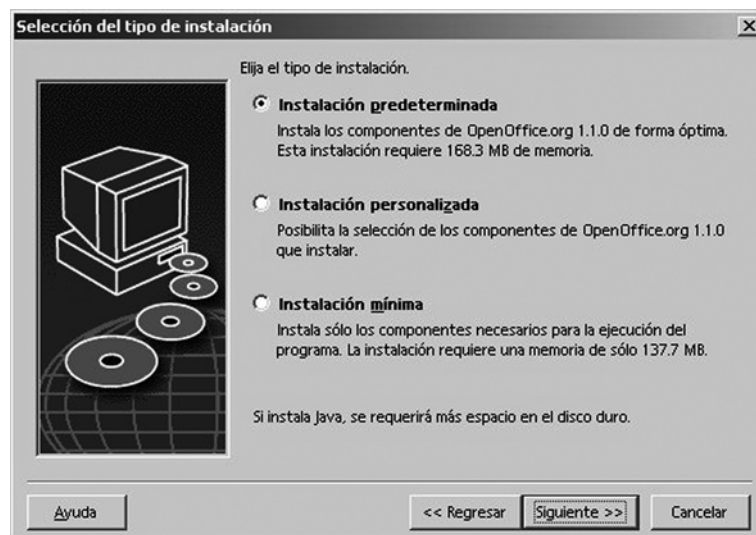 Selección del tipo de instalación
Elija el tipo de instalación.
Instalación predeterminada
Instala los componentes de OpenOffice.org 1.1.0 de forma óptima.
Esta instalación requiere 168.3 MB de memoria.
Instalación personalizada
Posibilita la selección de los componentes de OpenOffice.org 1.1.0
que instalar.
Instalación mínima
Instala sólo los componentes necesarios para la ejecución del
programa. La instalación requiere una memoria de sólo 137.7 MB.
Si instala Java, se requerirá más espacio en el disco duro.
Ayuda
<< Regresar
Siguiente >>
Cancelar